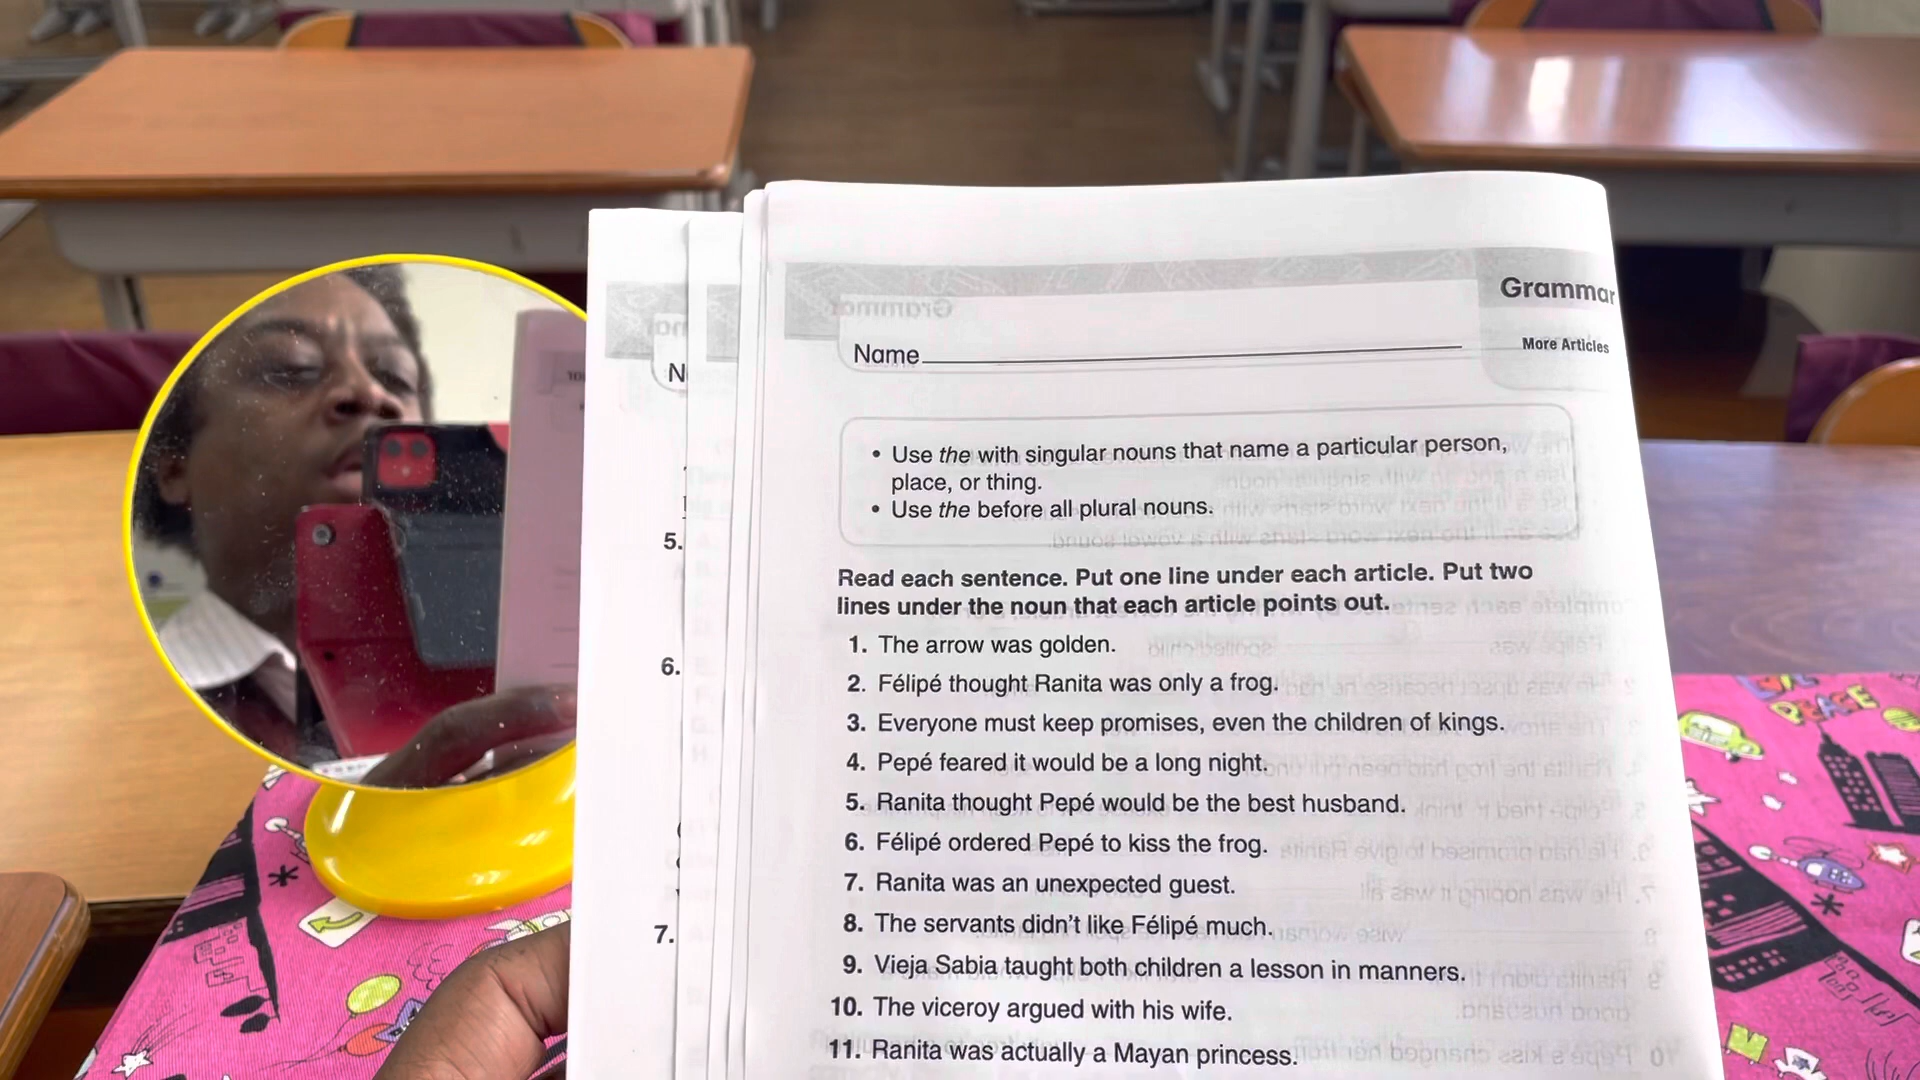 Grammar
More Articles
Name
• Use the with singular nouns that name a particular person,
place, or thing.
• Use the before all plural nouns.
Read each sentence. Put one line under each article. Put two
lines under the noun that each article points out.
1. The arrow was golden.
2. Félipé thought Ranita was only a frog.
3. Everyone must keep promises, even the children of kings.
4. Pepé feared it would be a long night.
5. Ranita thought Pepé would be the best husband.
6. Félipé ordered Pepé to kiss the frog.
7. Ranita was an unexpected guest.
8. The servants didn't like Félipé much.
9. Vieja Sabia taught both children a lesson in manners.
10. The viceroy argued with his wife.
11. Ranita was actually a Mayan princess.
N
5.
6.
7.
PEACE